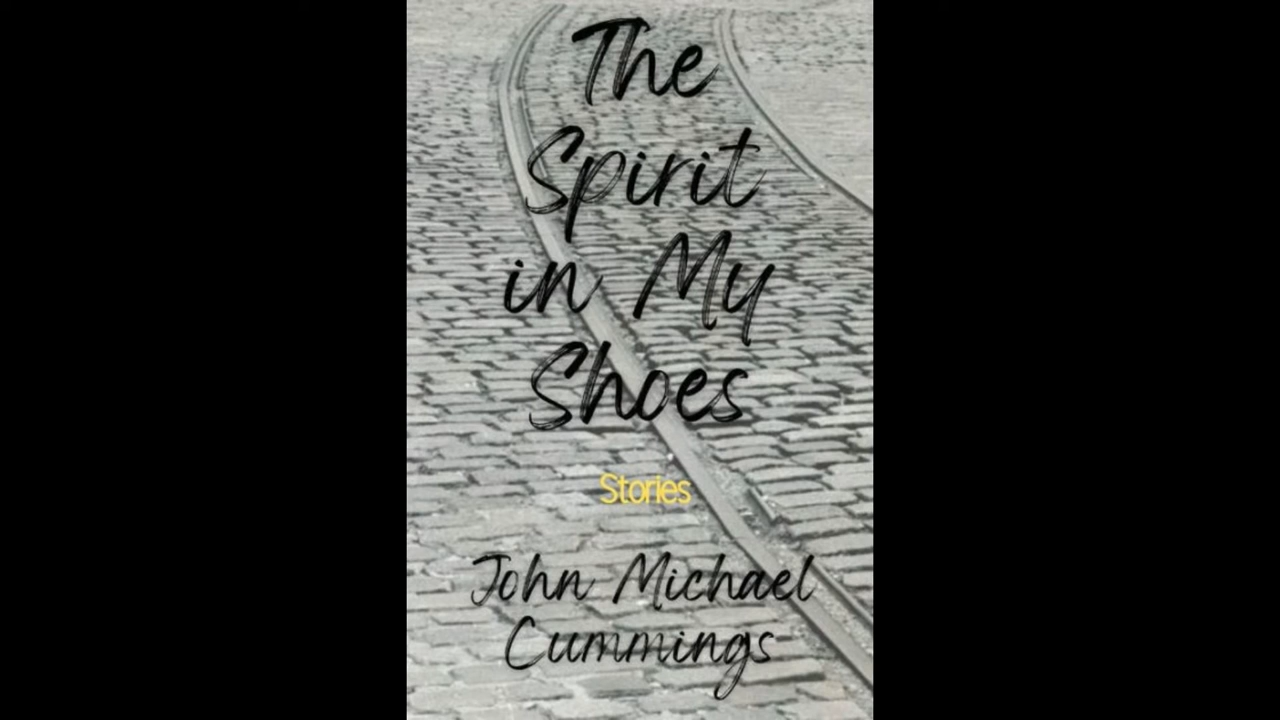 The
Spirit
in My
Shoes
Stories
John Michael
Cummings